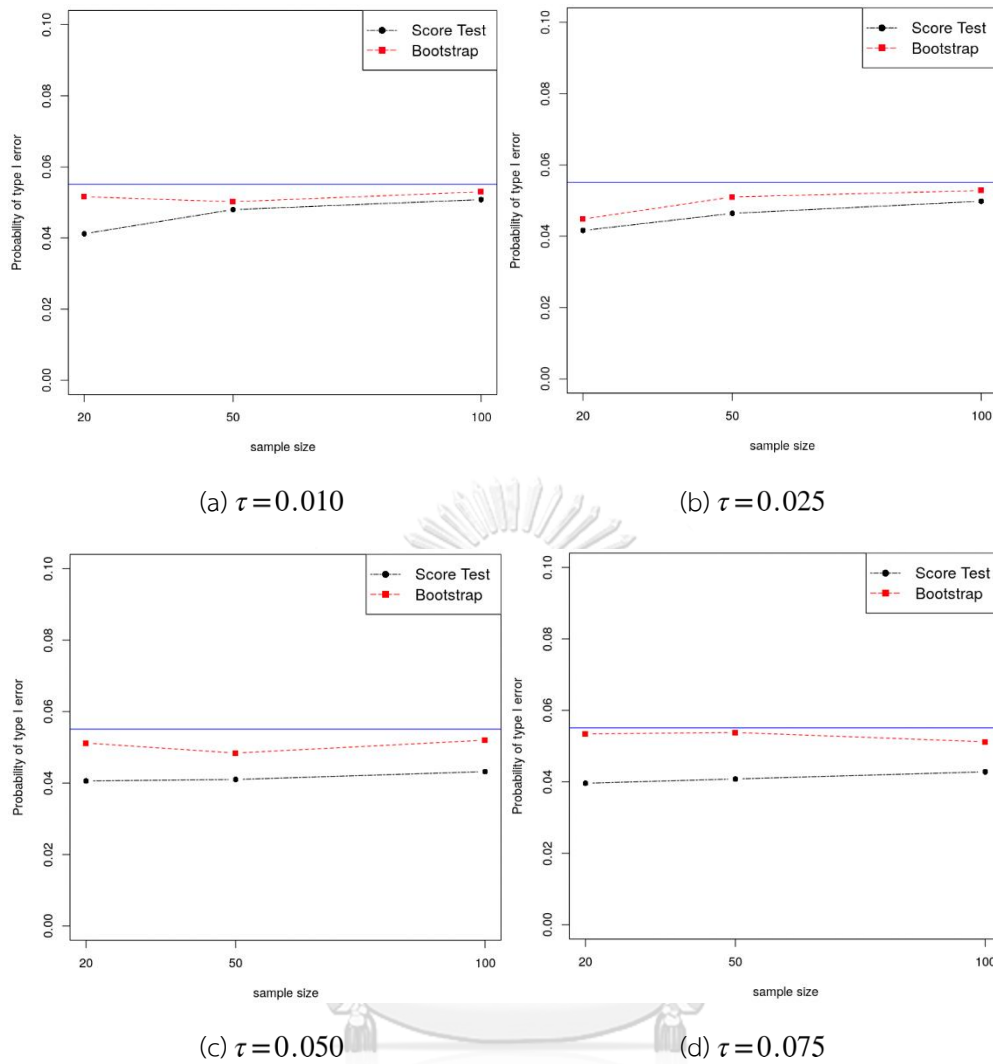 Score Test
Bootstrap
Probability of type I error
0.10
0.08
0.06
0.04
0.02
0.00
20
50
100
sample size
(a) τ=0.010
Score Test
Bootstrap
Probability of type I error
0.10
0.08
0.06
0.04
0.02
0.00
20
50
100
sample size
(b) τ=0.025
Score Test
Bootstrap
Probability of type I error
0.10
0.08
0.06
0.04
0.02
0.00
20
50
100
sample size
(c) τ=0.050
Score Test
Bootstrap
Probability of type I error
0.10
0.08
0.06
0.04
0.02
0.00
20
50
100
sample size
(d) τ=0.075